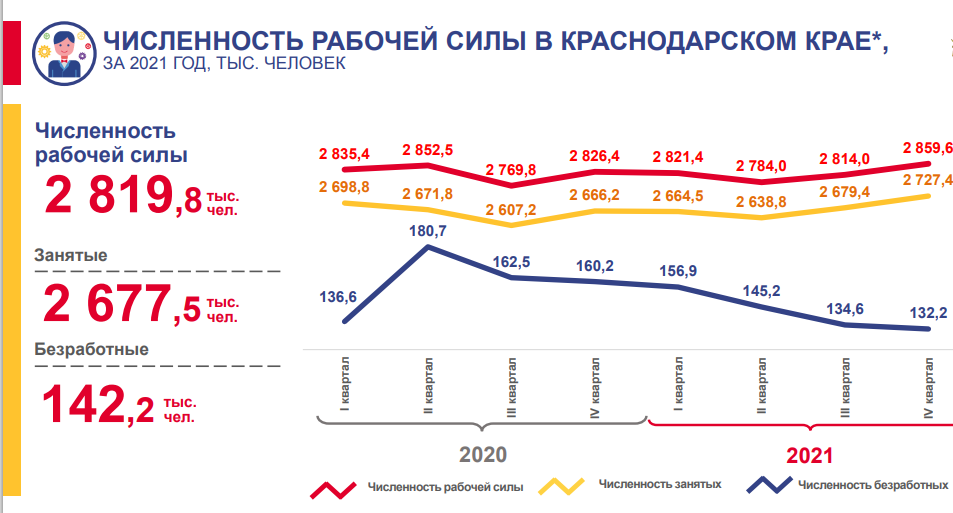 ЧИСЛЕННОСТЬ РАБОЧЕЙ СИЛЫ В КРАСНОДАРСКОМ КРАЕ*,
ЗА 2021 ГОД, ТЫС. ЧЕЛОВЕК
Численность
рабочей силы
2 819,8 тыс. чел.
Занятые
2 677,5 тыс. чел.
Безработные
142,2 тыс. чел.
2 835,4 2 852,5 2 769,8 2 826,4 2 821,4 2 784,0 2 814,0 2 859,6
2 698,8 2 671,8 2 607,2 2 666,2 2 664,5 2 638,8 2 679,4 2 727,4
136,6 180,7 162,5 160,2 156,9 145,2 134,6 132,2
I квартал II квартал III квартал IV квартал I квартал II квартал III квартал IV квартал
2020 2021
Численность рабочей силы Численность занятых Численность безработных